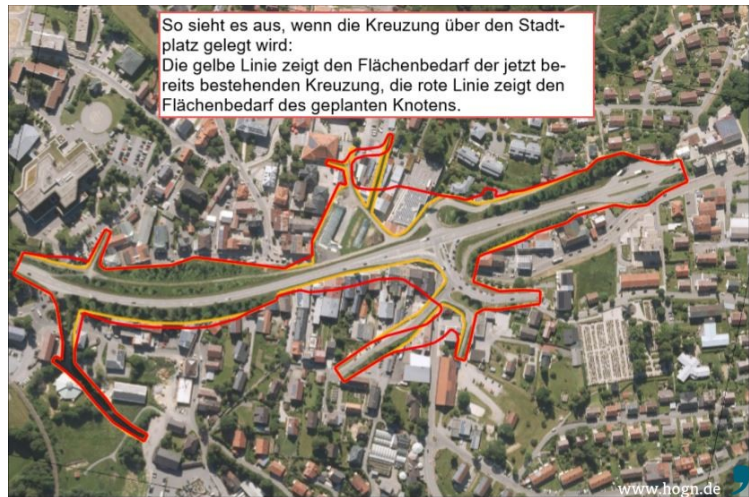 So sieht es aus, wenn die Kreuzung über den Stadt-
platz gelegt wird:
Die gelbe Linie zeigt den Flächenbedarf der jetzt be-
reits bestehenden Kreuzung, die rote Linie zeigt den
Flächenbedarf des geplanten Knotens.
www.hogn.de